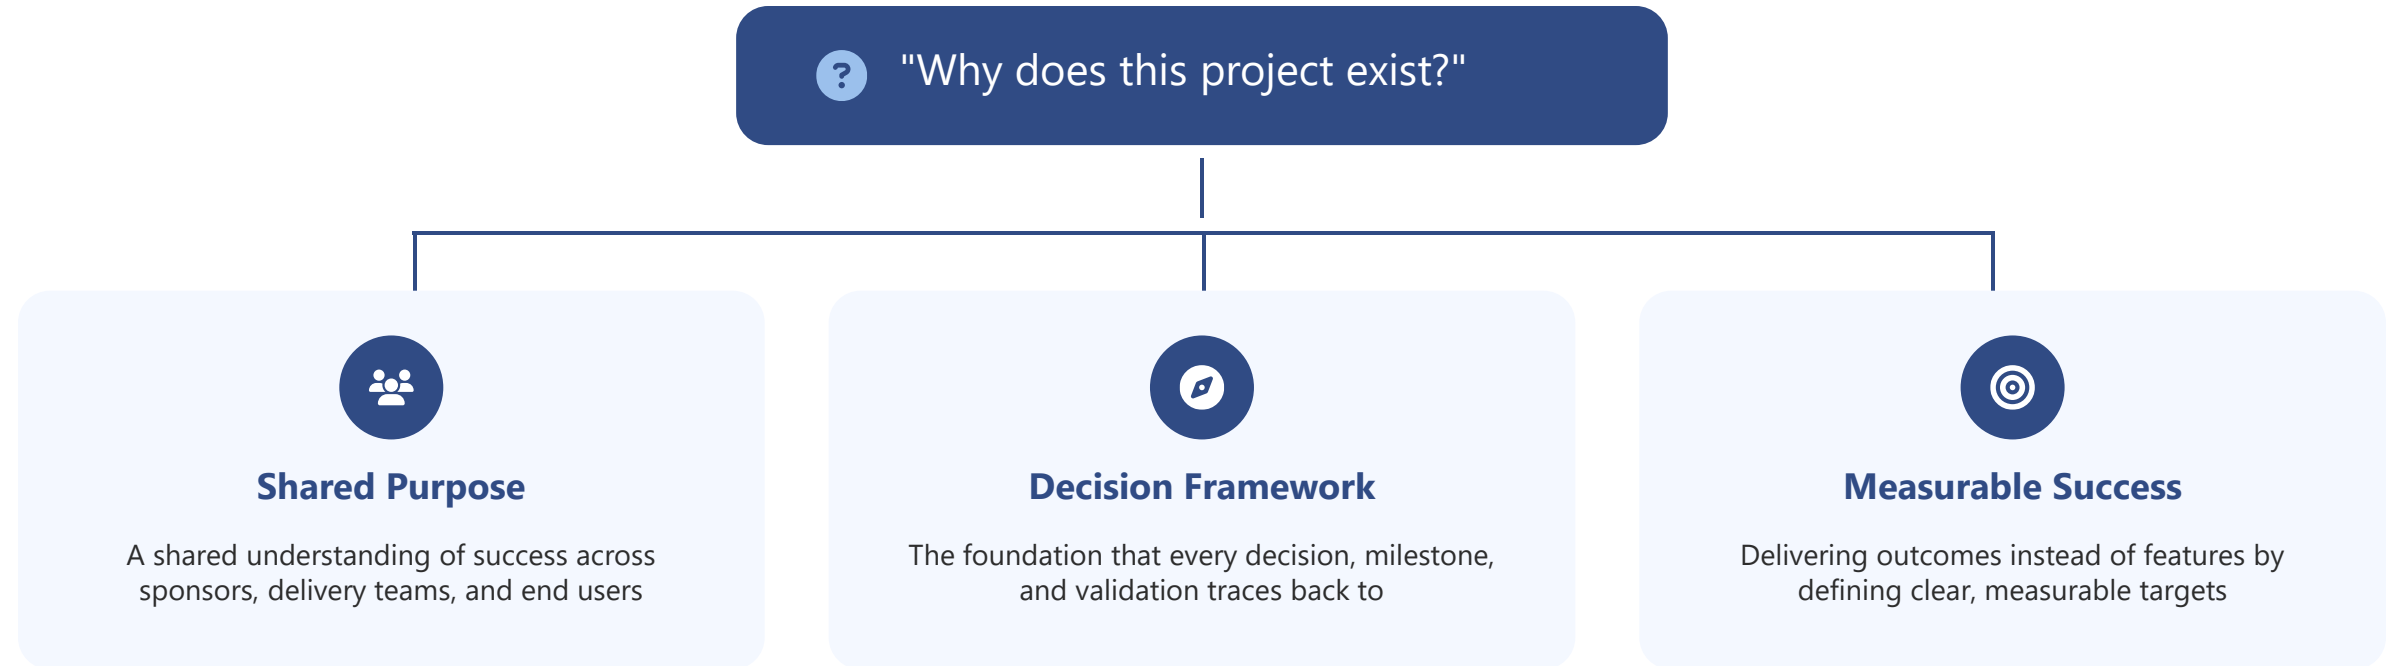 "Why does this project exist?"
Shared Purpose
A shared understanding of success across
sponsors, delivery teams, and end users
Decision Framework
The foundation that every decision, milestone,
and validation traces back to
Measurable Success
Delivering outcomes instead of features by
defining clear, measurable targets